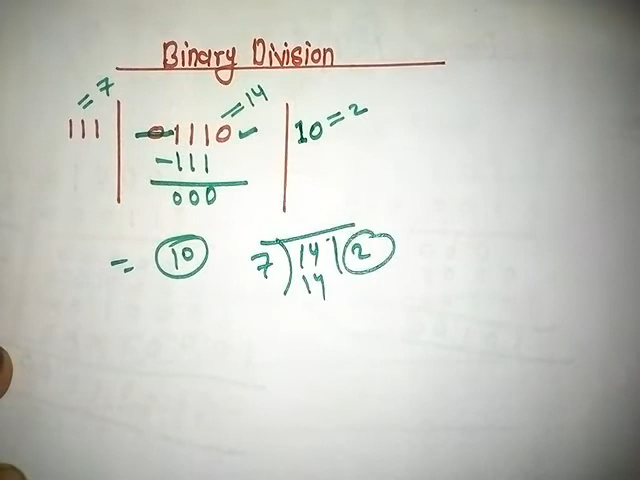 Binary Division
= 7
= 14
111 | 01110 | 10 = 2
- 111
000
= 10
7 ) 14 ( 2
14